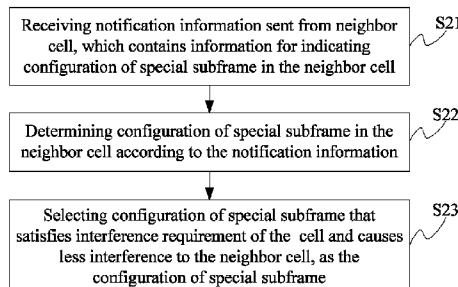 Receiving notification information sent from neighbor
cell, which contains information for indicating
configuration of special subframe in the neighbor cell
S21
Determining configuration of special subframe in the
neighbor cell according to the notification information
S22
Selecting configuration of special subframe that
satisfies interference requirement of the cell and causes
less interference to the neighbor cell, as the
configuration of special subframe
S23